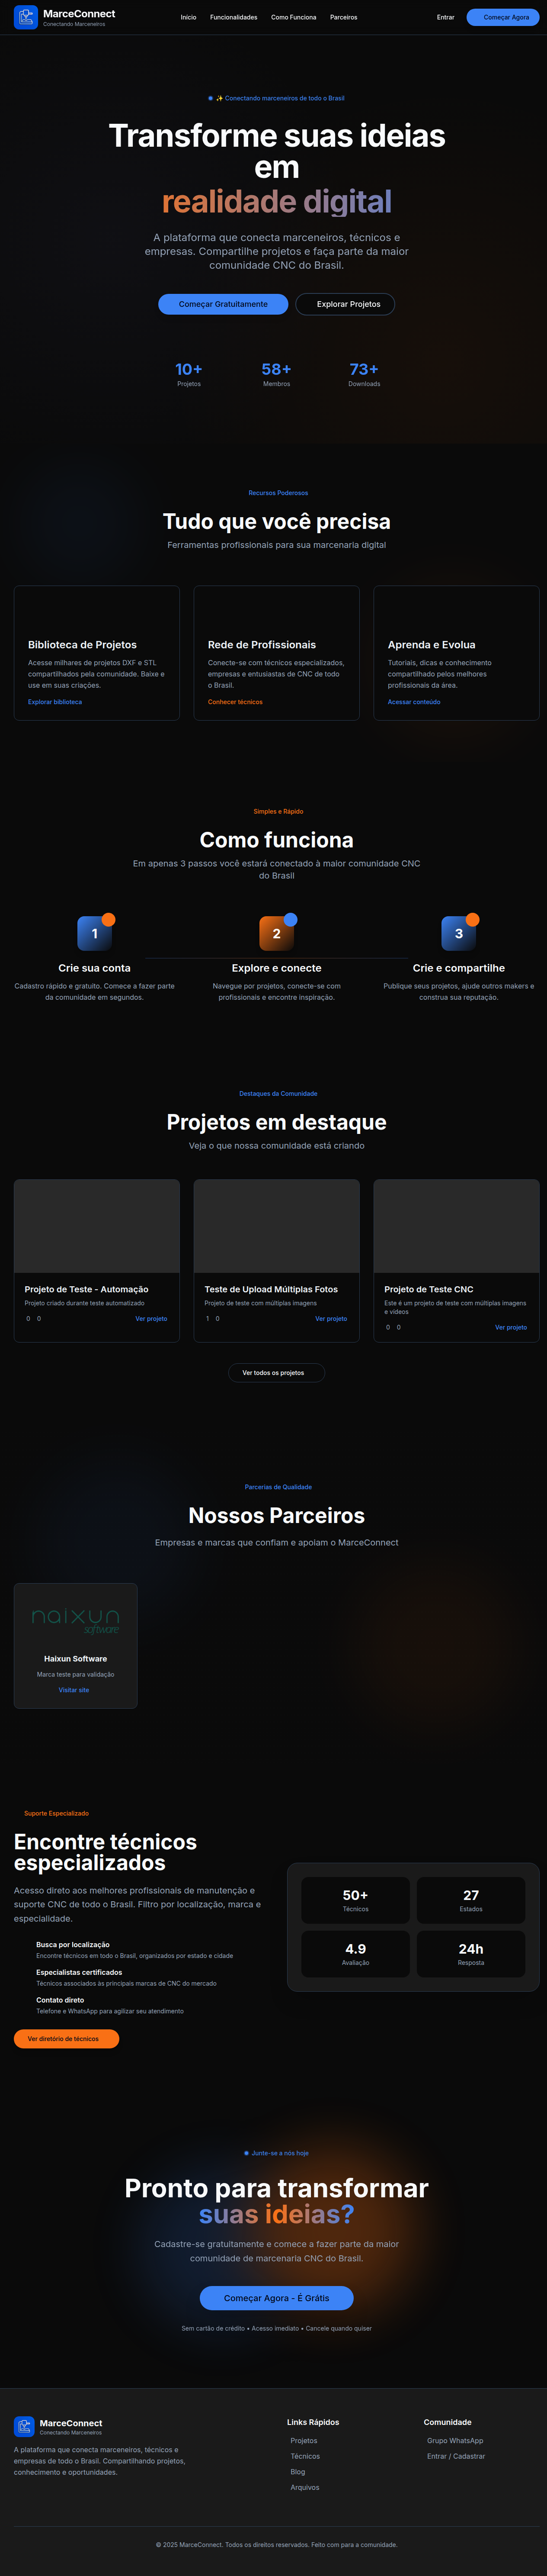 MarceConnect
Conectando Marceneiros
Início Funcionalidades Como Funciona Parceiros
Entrar Começar Agora
✨ Conectando marceneiros de todo o Brasil
Transforme suas ideias
em
realidade digital
A plataforma que conecta marceneiros, técnicos e
empresas. Compartilhe projetos e faça parte da maior
comunidade CNC do Brasil.
Começar Gratuitamente Explorar Projetos
10+ 58+ 73+
Projetos Membros Downloads
Recursos Poderosos
Tudo que você precisa
Ferramentas profissionais para sua marcenaria digital
Biblioteca de Projetos
Acesse milhares de projetos DXF e STL
compartilhados pela comunidade. Baixe e
use em suas criações.
Explorar biblioteca
Rede de Profissionais
Conecte-se com técnicos especializados,
empresas e entusiastas de CNC de todo
o Brasil.
Conhecer técnicos
Aprenda e Evolua
Tutoriais, dicas e conhecimento
compartilhado pelos melhores
profissionais da área.
Acessar conteúdo
Simples e Rápido
Como funciona
Em apenas 3 passos você estará conectado à maior comunidade CNC
do Brasil
1
Crie sua conta
Cadastro rápido e gratuito. Comece a fazer parte
da comunidade em segundos.
2
Explore e conecte
Navegue por projetos, conecte-se com
profissionais e encontre inspiração.
3
Crie e compartilhe
Publique seus projetos, ajude outros makers e
construa sua reputação.
Destaques da Comunidade
Projetos em destaque
Veja o que nossa comunidade está criando
Projeto de Teste - Automação
Projeto criado durante teste automatizado
0 0 Ver projeto
Teste de Upload Múltiplas Fotos
Projeto de teste com múltiplas imagens
1 0 Ver projeto
Projeto de Teste CNC
Este é um projeto de teste com múltiplas imagens
e vídeos
0 0 Ver projeto
Ver todos os projetos
Parcerias de Qualidade
Nossos Parceiros
Empresas e marcas que confiam e apoiam o MarceConnect
naixun
software
Haixun Software
Marca teste para validação
Visitar site
Suporte Especializado
Encontre técnicos
especializados
Acesso direto aos melhores profissionais de manutenção e
suporte CNC de todo o Brasil. Filtro por localização, marca e
especialidade.
Busca por localização
Encontre técnicos em todo o Brasil, organizados por estado e cidade
Especialistas certificados
Técnicos associados às principais marcas de CNC do mercado
Contato direto
Telefone e WhatsApp para agilizar seu atendimento
Ver diretório de técnicos
50+ 27
Técnicos Estados
4.9 24h
Avaliação Resposta
Junte-se a nós hoje
Pronto para transformar
suas ideias?
Cadastre-se gratuitamente e comece a fazer parte da maior
comunidade de marcenaria CNC do Brasil.
Começar Agora - É Grátis
Sem cartão de crédito • Acesso imediato • Cancele quando quiser
MarceConnect
Conectando Marceneiros
A plataforma que conecta marceneiros, técnicos e
empresas de todo o Brasil. Compartilhando projetos,
conhecimento e oportunidades.
Links Rápidos
Projetos
Técnicos
Blog
Arquivos
Comunidade
Grupo WhatsApp
Entrar / Cadastrar
© 2025 MarceConnect. Todos os direitos reservados. Feito com para a comunidade.